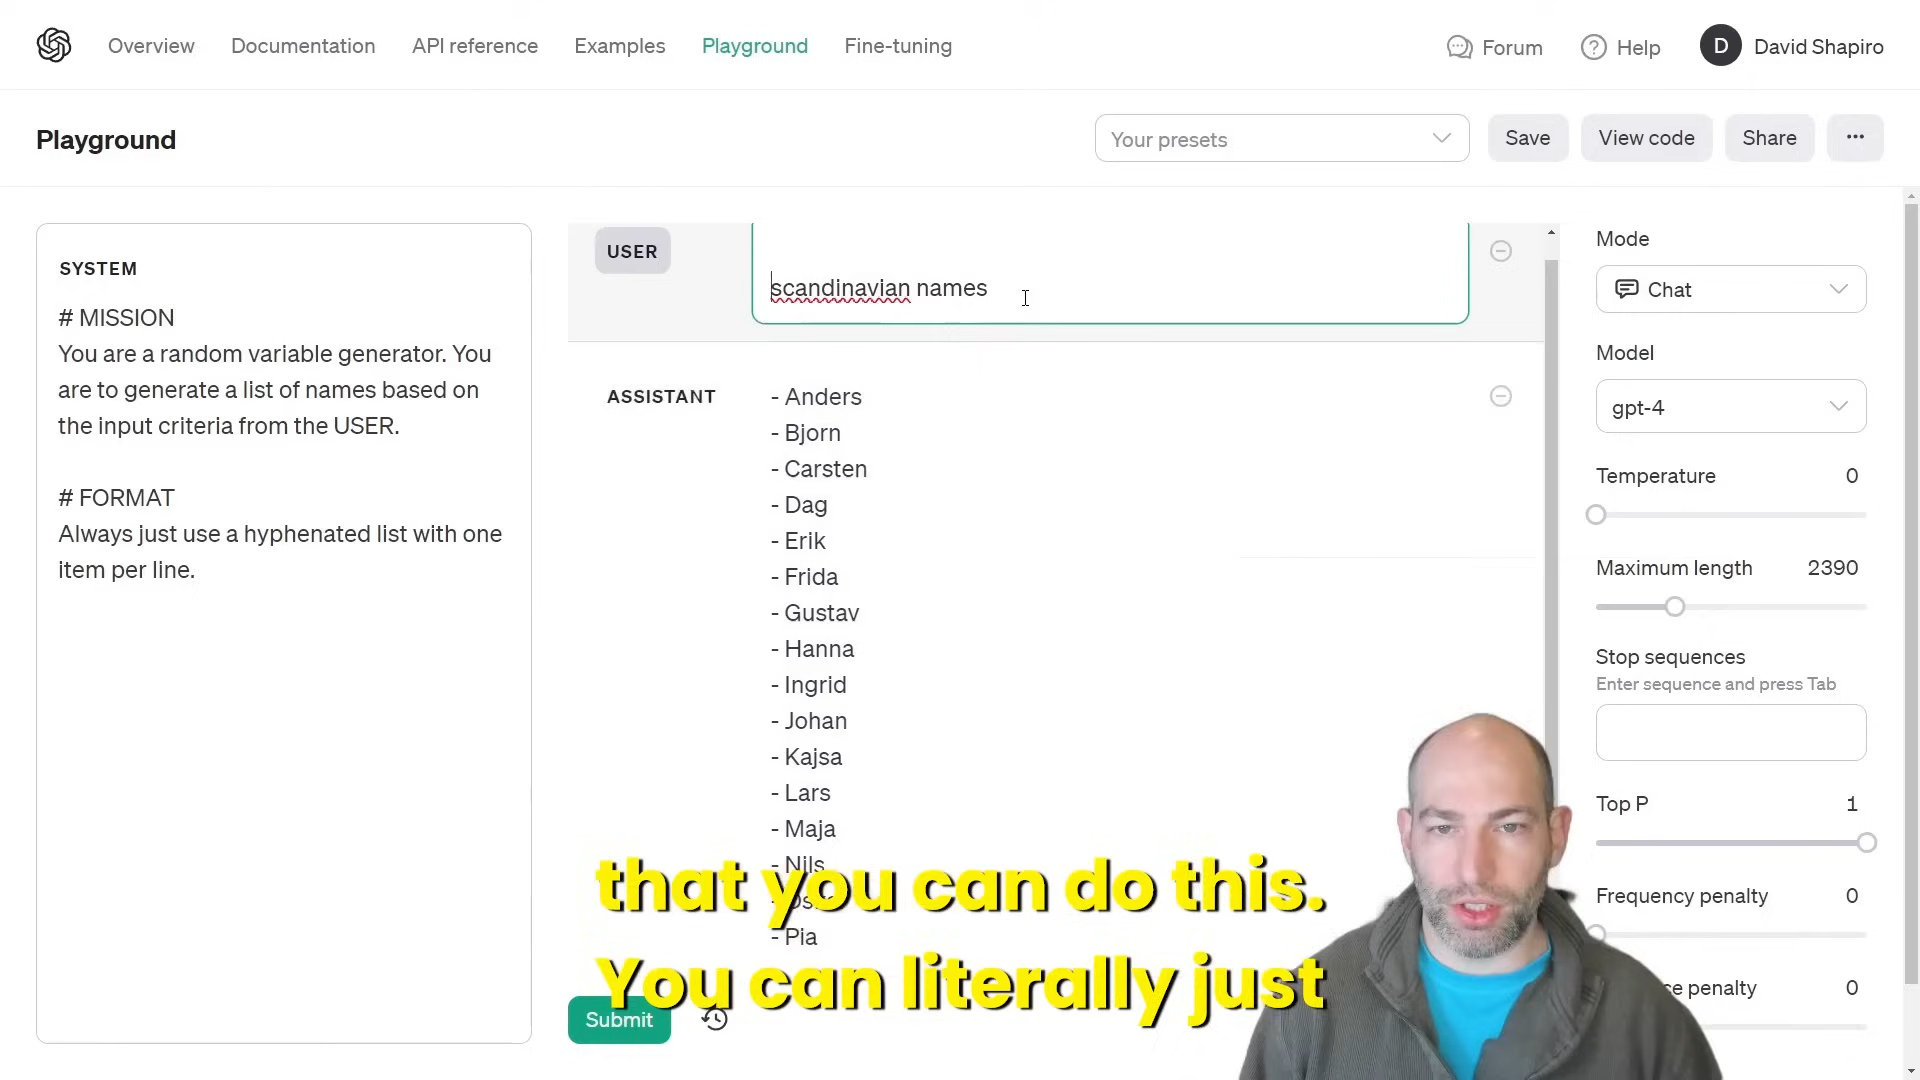 Overview Documentation API reference Examples Playground Fine-tuning Forum Help D David Shapiro
Playground Your presets Save View code Share ...
SYSTEM
# MISSION
You are a random variable generator. You
are to generate a list of names based on
the input criteria from the USER.
# FORMAT
Always just use a hyphenated list with one
item per line.
USER
scandinavian names
ASSISTANT
- Anders
- Bjorn
- Carsten
- Dag
- Erik
- Frida
- Gustav
- Hanna
- Ingrid
- Johan
- Kajsa
- Lars
- Maja
- Nils
- Pia
that you can do this.
You can literally just
Submit
Mode
Chat
Model
gpt-4
Temperature 0
Maximum length 2390
Stop sequences
Enter sequence and press Tab
Top P 1
Frequency penalty 0
penalty 0